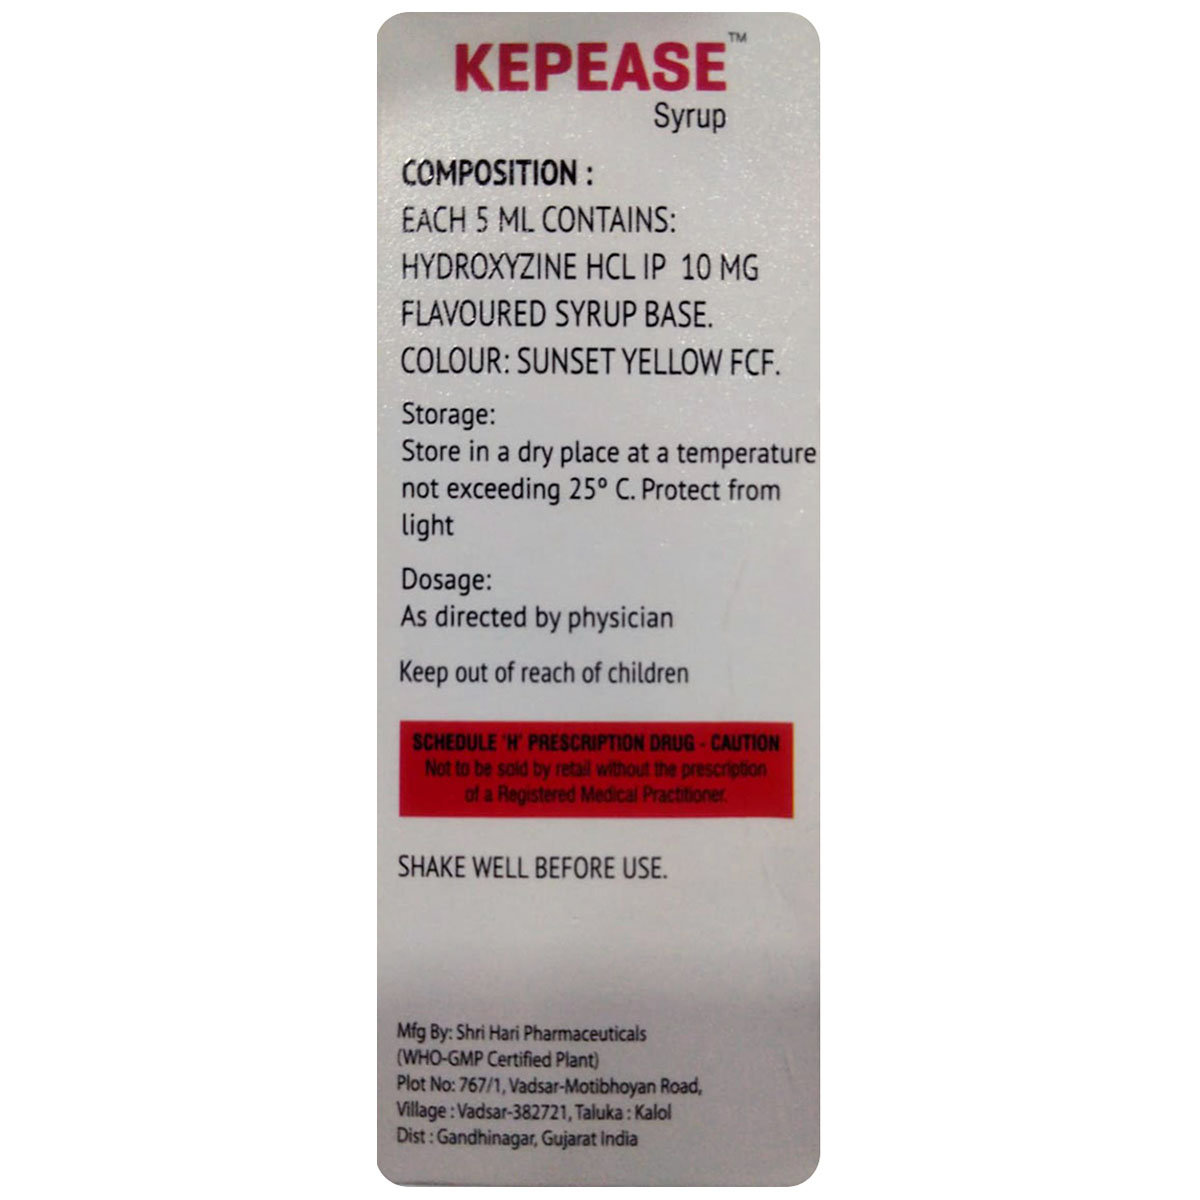 KEPEASE™
Syrup
COMPOSITION :
EACH 5 ML CONTAINS:
HYDROXYZINE HCL IP 10 MG
FLAVOURED SYRUP BASE.
COLOUR: SUNSET YELLOW FCF.
Storage:
Store in a dry place at a temperature
not exceeding 25º C. Protect from
light
Dosage:
As directed by physician
Keep out of reach of children
SCHEDULE 'H' PRESCRIPTION DRUG - CAUTION
Not to be sold by retail without the prescription
of a Registered Medical Practitioner.
SHAKE WELL BEFORE USE.
Mfg By: Shri Hari Pharmaceuticals
(WHO-GMP Certified Plant)
Plot No: 767/1, Vadsar-Motibhoyan Road,
Village : Vadsar-382721, Taluka : Kalol
Dist : Gandhinagar, Gujarat India